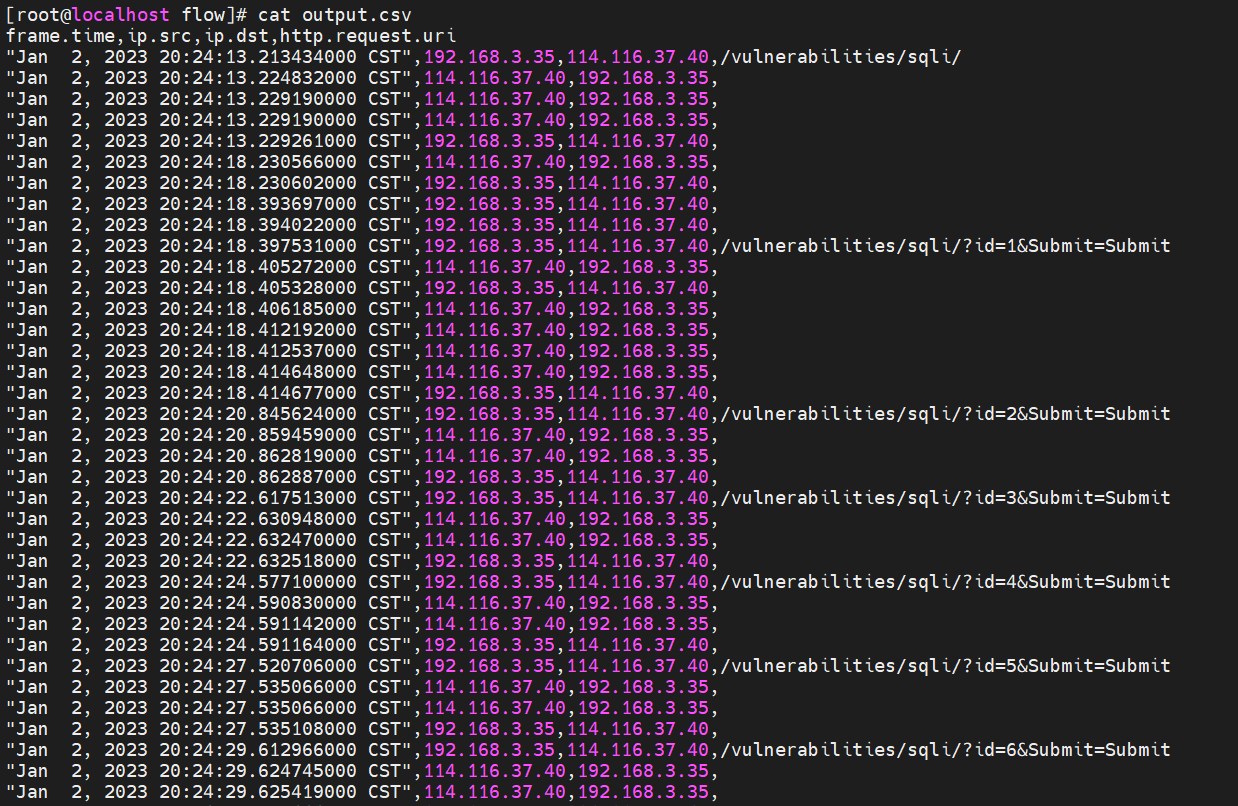 [root@localhost flow]# cat output.csv
frame.time,ip.src,ip.dst,http.request.uri
"Jan  2, 2023 20:24:13.213434000 CST",192.168.3.35,114.116.37.40,/vulnerabilities/sqli/
"Jan  2, 2023 20:24:13.224832000 CST",114.116.37.40,192.168.3.35,
"Jan  2, 2023 20:24:13.229190000 CST",114.116.37.40,192.168.3.35,
"Jan  2, 2023 20:24:13.229190000 CST",114.116.37.40,192.168.3.35,
"Jan  2, 2023 20:24:13.229261000 CST",192.168.3.35,114.116.37.40,
"Jan  2, 2023 20:24:18.230566000 CST",114.116.37.40,192.168.3.35,
"Jan  2, 2023 20:24:18.230602000 CST",192.168.3.35,114.116.37.40,
"Jan  2, 2023 20:24:18.393697000 CST",192.168.3.35,114.116.37.40,
"Jan  2, 2023 20:24:18.394022000 CST",192.168.3.35,114.116.37.40,
"Jan  2, 2023 20:24:18.397531000 CST",192.168.3.35,114.116.37.40,/vulnerabilities/sqli/?id=1&Submit=Submit
"Jan  2, 2023 20:24:18.405272000 CST",114.116.37.40,192.168.3.35,
"Jan  2, 2023 20:24:18.405328000 CST",192.168.3.35,114.116.37.40,
"Jan  2, 2023 20:24:18.406185000 CST",114.116.37.40,192.168.3.35,
"Jan  2, 2023 20:24:18.412192000 CST",114.116.37.40,192.168.3.35,
"Jan  2, 2023 20:24:18.412537000 CST",114.116.37.40,192.168.3.35,
"Jan  2, 2023 20:24:18.414648000 CST",114.116.37.40,192.168.3.35,
"Jan  2, 2023 20:24:18.414677000 CST",192.168.3.35,114.116.37.40,
"Jan  2, 2023 20:24:20.845624000 CST",192.168.3.35,114.116.37.40,/vulnerabilities/sqli/?id=2&Submit=Submit
"Jan  2, 2023 20:24:20.859459000 CST",114.116.37.40,192.168.3.35,
"Jan  2, 2023 20:24:20.862819000 CST",114.116.37.40,192.168.3.35,
"Jan  2, 2023 20:24:20.862887000 CST",192.168.3.35,114.116.37.40,
"Jan  2, 2023 20:24:22.617513000 CST",192.168.3.35,114.116.37.40,/vulnerabilities/sqli/?id=3&Submit=Submit
"Jan  2, 2023 20:24:22.630948000 CST",114.116.37.40,192.168.3.35,
"Jan  2, 2023 20:24:22.632470000 CST",114.116.37.40,192.168.3.35,
"Jan  2, 2023 20:24:22.632518000 CST",192.168.3.35,114.116.37.40,
"Jan  2, 2023 20:24:24.577100000 CST",192.168.3.35,114.116.37.40,/vulnerabilities/sqli/?id=4&Submit=Submit
"Jan  2, 2023 20:24:24.590830000 CST",114.116.37.40,192.168.3.35,
"Jan  2, 2023 20:24:24.591142000 CST",114.116.37.40,192.168.3.35,
"Jan  2, 2023 20:24:24.591164000 CST",192.168.3.35,114.116.37.40,
"Jan  2, 2023 20:24:27.520706000 CST",192.168.3.35,114.116.37.40,/vulnerabilities/sqli/?id=5&Submit=Submit
"Jan  2, 2023 20:24:27.535066000 CST",114.116.37.40,192.168.3.35,
"Jan  2, 2023 20:24:27.535066000 CST",114.116.37.40,192.168.3.35,
"Jan  2, 2023 20:24:27.535108000 CST",192.168.3.35,114.116.37.40,
"Jan  2, 2023 20:24:29.612966000 CST",192.168.3.35,114.116.37.40,/vulnerabilities/sqli/?id=6&Submit=Submit
"Jan  2, 2023 20:24:29.624745000 CST",114.116.37.40,192.168.3.35,
"Jan  2, 2023 20:24:29.625419000 CST",114.116.37.40,192.168.3.35,